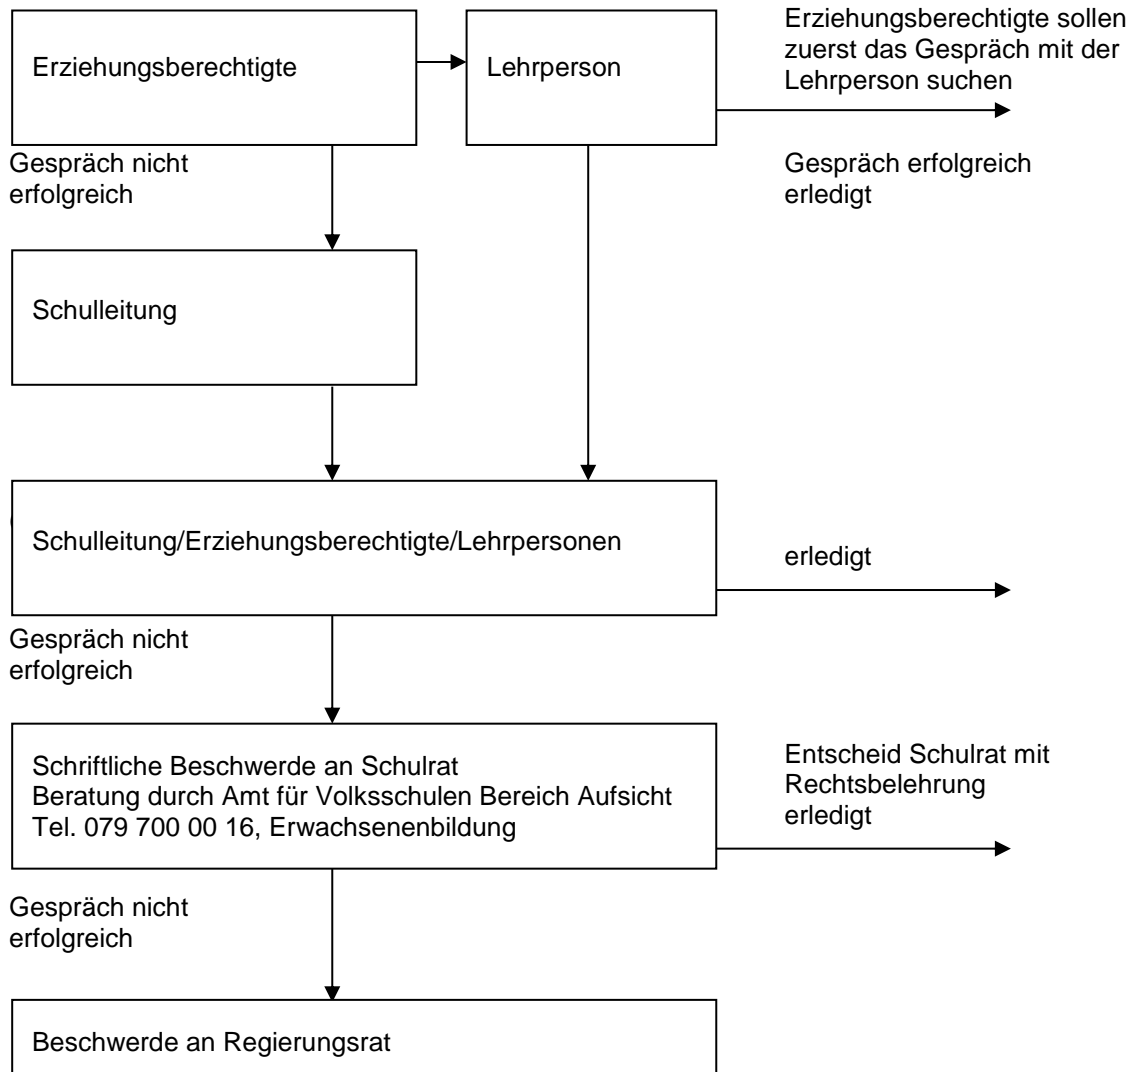 Erziehungsberechtigte
Lehrperson
Erziehungsberechtigte sollen
zuerst das Gespräch mit der
Lehrperson suchen
Gespräch nicht
erfolgreich
Gespräch erfolgreich
erledigt
Schulleitung
Schulleitung/Erziehungsberechtigte/Lehrpersonen
erledigt
Gespräch nicht
erfolgreich
Schriftliche Beschwerde an Schulrat
Beratung durch Amt für Volksschulen Bereich Aufsicht
Tel. 079 700 00 16, Erwachsenenbildung
Entscheid Schulrat mit
Rechtsbelehrung
erledigt
Gespräch nicht
erfolgreich
Beschwerde an Regierungsrat